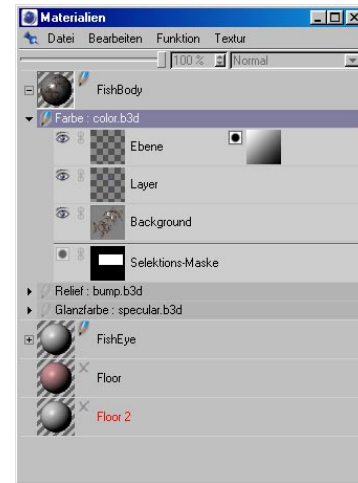 Materialien
Datei Bearbeiten Funktion Textur
100 % Normal
FishBody
Farbe : color.b3d
Ebene
Layer
Background
Selektions-Maske
Relief : bump.b3d
Glanzfarbe : specular.b3d
FishEye
Floor
Floor 2